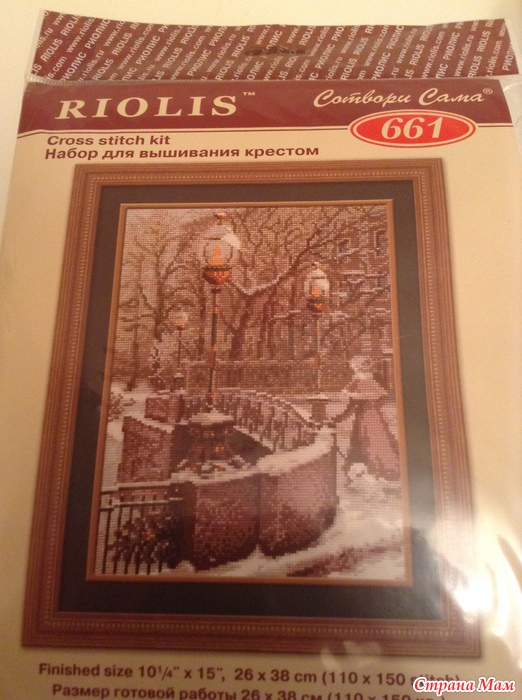 RIOLIS™
Сотвори Сама®
661
Cross stitch kit
Набор для вышивания крестом
Finished size 10¼" x 15", 26 x 38 cm (110 x 150
Размер готовой работы 26 x 38 см (110 x 150
Страна Мам